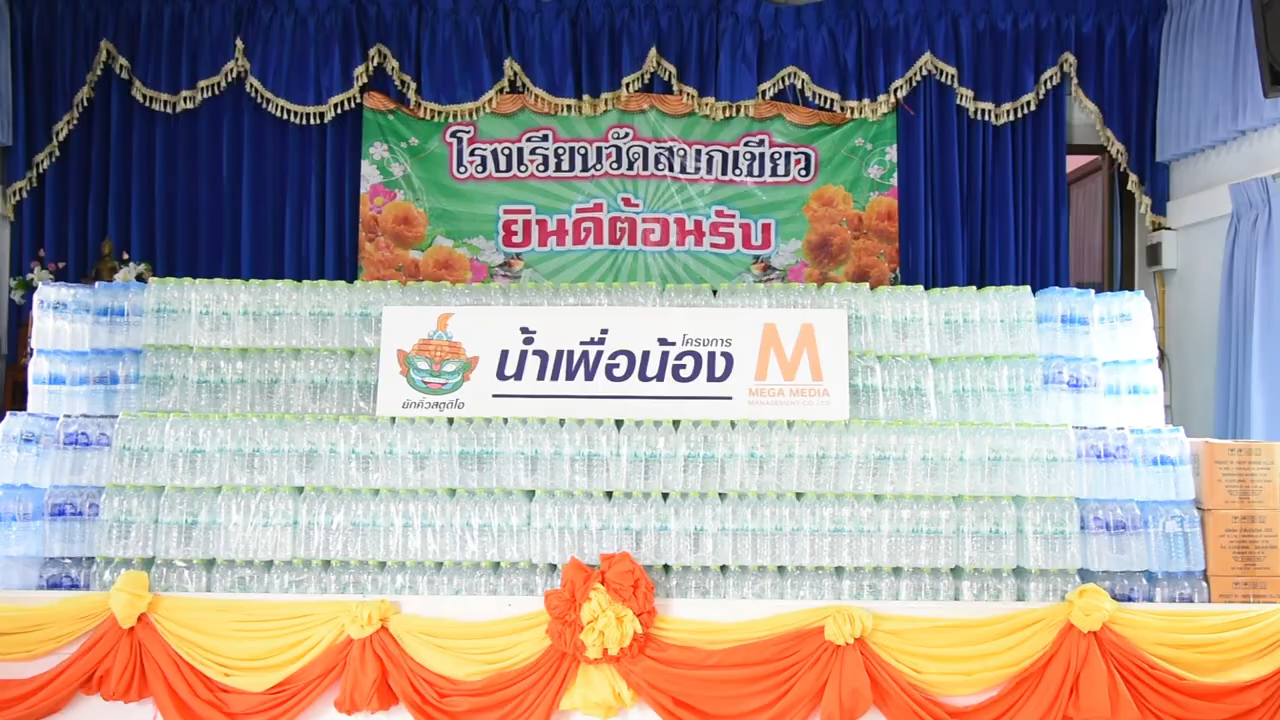 โรงเรียนวัดสบกเขียว
ยินดีต้อนรับ
โครงการ
น้ำเพื่อน้อง
ยักคิ้วสตูดิโอ
M
MEGA MEDIA
MANAGEMENT CO.,LTD